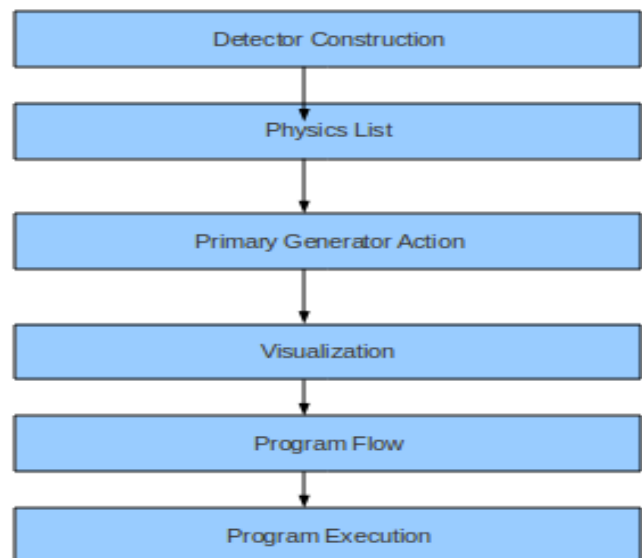 Detector Construction
Physics List
Primary Generator Action
Visualization
Program Flow
Program Execution